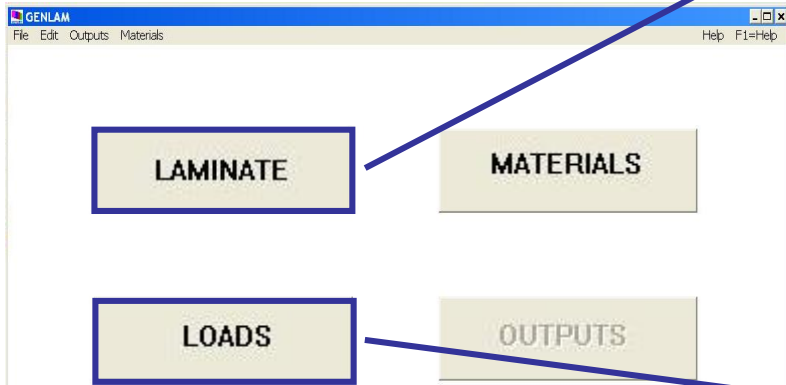 GENLAM
File Edit Outputs Materials Help F1=Help
LAMINATE MATERIALS
LOADS OUTPUTS